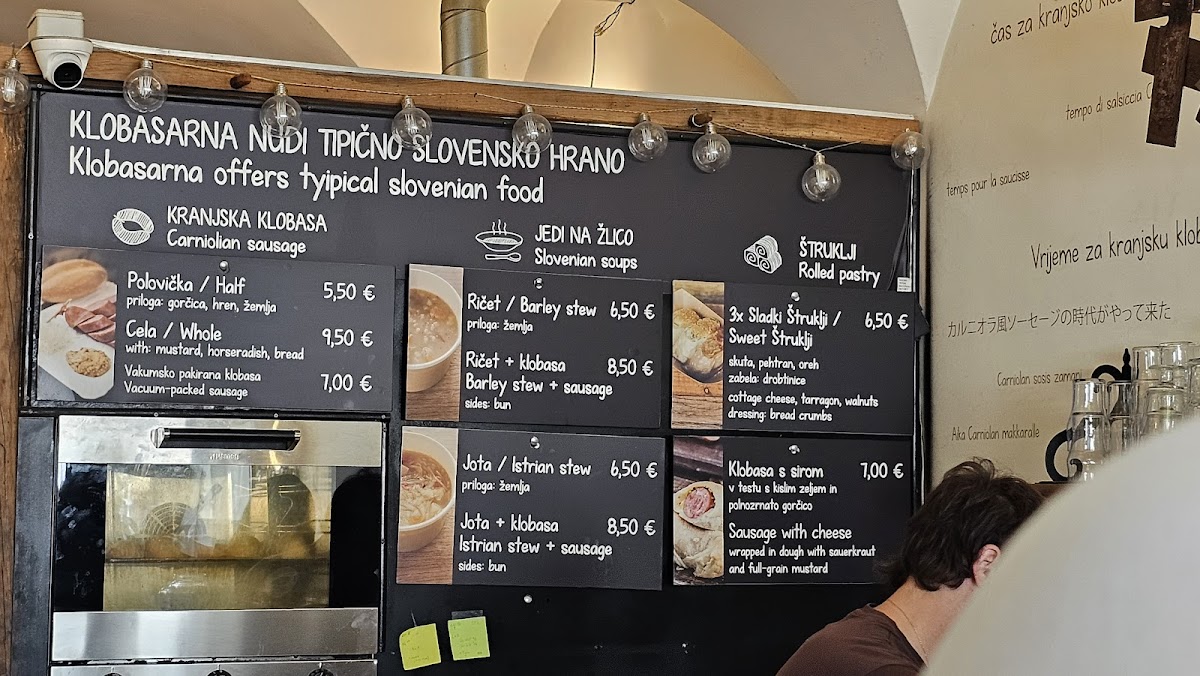 KLOBASARNA NUDI TIPIČNO SLOVENSKO HRANO
Klobasarna offers tyipical slovenian food
KRANJSKA KLOBASA
Carniolian sausage
Polovička / Half 5,50 €
priloga: gorčica, hren, žemlja
Cela / Whole 9,50 €
with: mustard, horseradish, bread
Vakumsko pakirana klobasa
Vacuum-packed sausage 7,00 €
JEDI NA ŽLICO
Slovenian soups
Ričet / Barley stew 6,50 €
priloga: žemlja
Ričet + klobasa 8,50 €
Barley stew + sausage
sides: bun
Jota / Istrian stew 6,50 €
priloga: žemlja
Jota + klobasa 8,50 €
Istrian stew + sausage
sides: bun
ŠTRUKLJI
Rolled pastry
3x Sladki Štruklji / 6,50 €
Sweet Štruklji
skuta, pehtran, oreh
zabela: drobtinice
cottage cheese, tarragon, walnuts
dressing: bread crumbs
Klobasa s sirom 7,00 €
v testu s kislim zeljem in
polnozrnato gorčico
Sausage with cheese
wrapped in dough with sauerkraut
and full-grain mustard
čas za kranjsko
tempo di salsiccia
temps pour la saucisse
Vrijeme za kranjsku
カルニオラ風ソーセージの時代がやって来た
Carniolan sosis zamanı
Aika Carniolan makkaralle